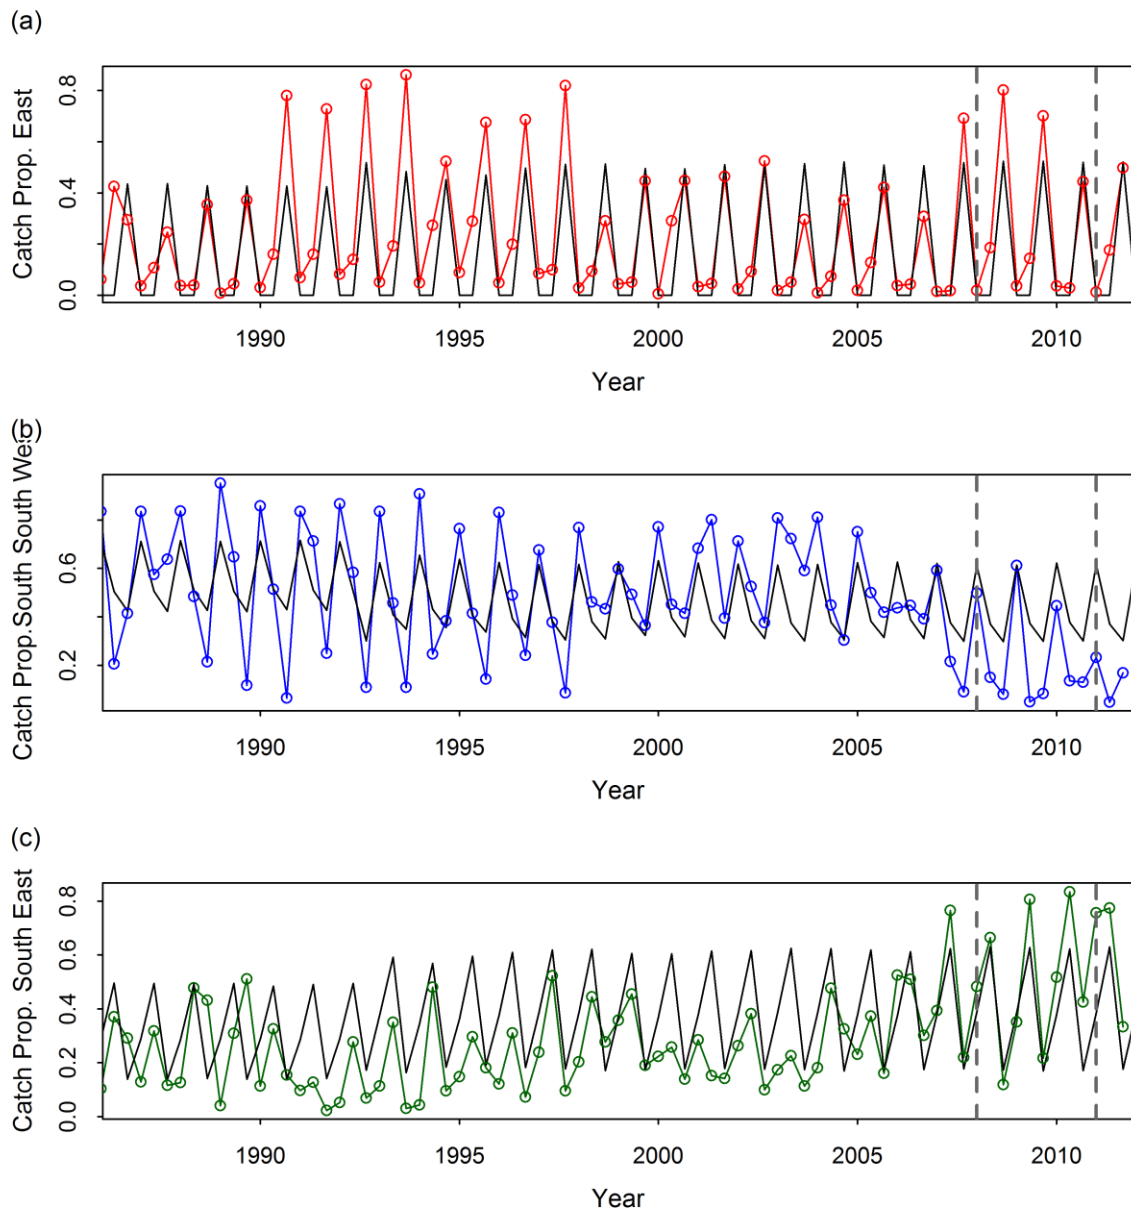 (a)
Catch Prop. East
0.0 0.4 0.8
1990 1995 2000 2005 2010
Year
(b)
Catch Prop.South South West
0.2 0.6
1990 1995 2000 2005 2010
Year
(c)
Catch Prop. South East
0.0 0.2 0.4 0.6 0.8
1990 1995 2000 2005 2010
Year